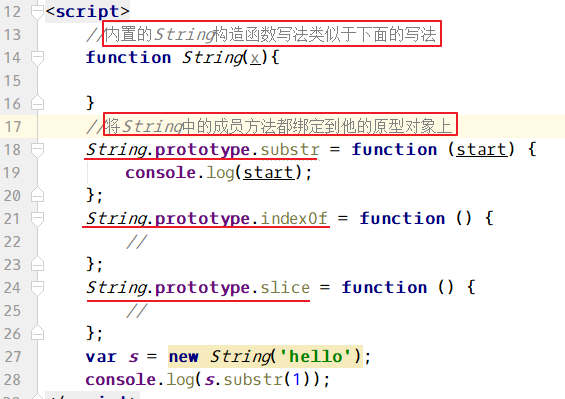 12 <script>
13 //内置的String构造函数写法类似于下面的写法
14 function String(x){
15
16 }
17 //将String中的成员方法都绑定到他的原型对象上
18 String.prototype.substr = function (start) {
19 console.log(start);
20 };
21 String.prototype.indexOf = function () {
22 //
23 };
24 String.prototype.slice = function () {
25 //
26 };
27 var s = new String('hello');
28 console.log(s.substr(1));